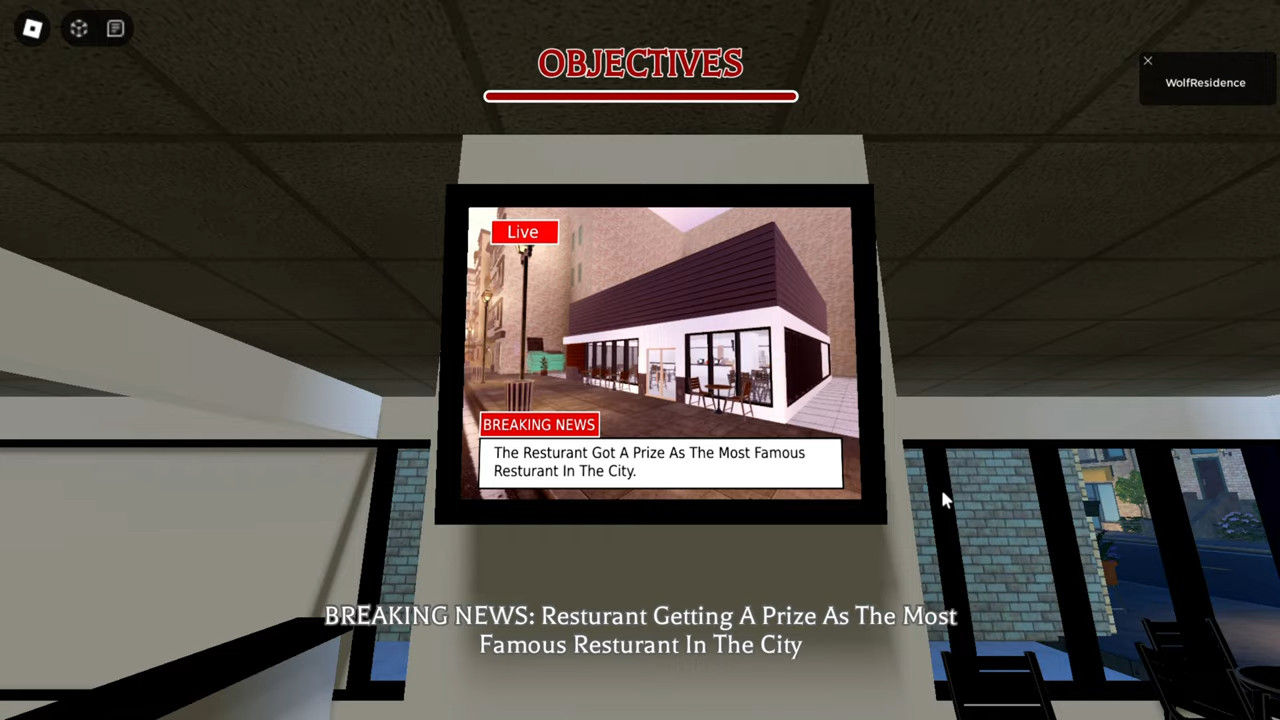 OBJECTIVES
WolfResidence
Live
BREAKING NEWS
The Resturant Got A Prize As The Most Famous
Resturant In The City.
BREAKING NEWS: Resturant Getting A Prize As The Most
Famous Resturant In The City